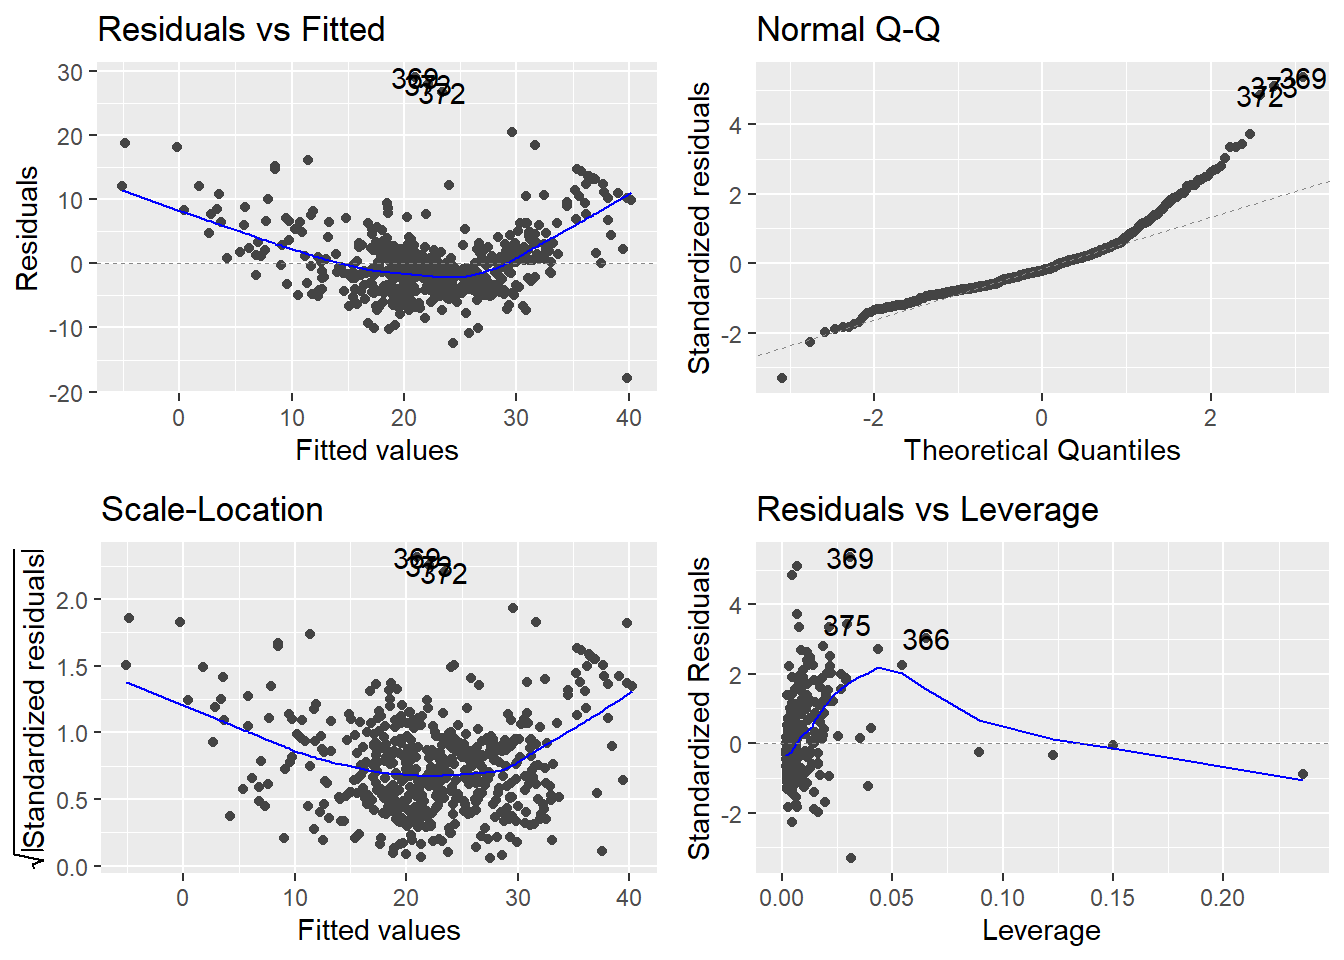 Residuals vs Fitted
Residuals
30
20
10
0
-10
-20
369
373
372
0 10 20 30 40
Fitted values
Normal Q-Q
Standardized residuals
4
2
0
-2
373
369
372
-2 0 2
Theoretical Quantiles
Scale-Location
√|Standardized residuals|
2.0
1.5
1.0
0.5
0.0
369
373
372
0 10 20 30 40
Fitted values
Residuals vs Leverage
Standardized Residuals
4
2
0
-2
369
375
366
0.00 0.05 0.10 0.15 0.20
Leverage